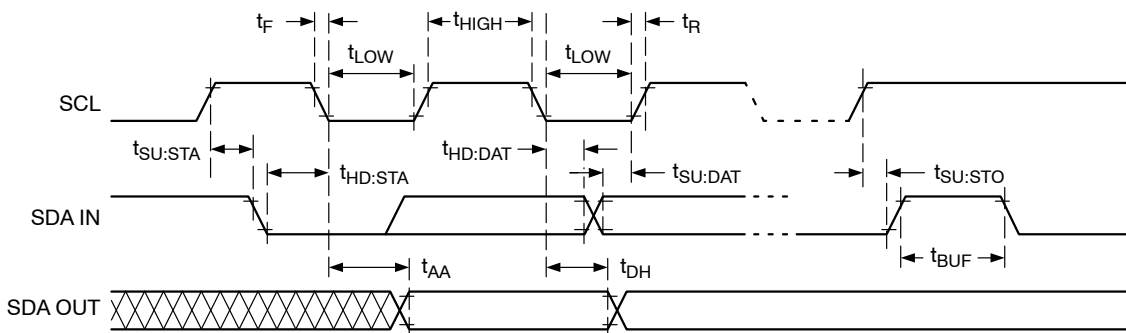 tF
tHIGH
tR
tLOW
tLOW
SCL
tSU:STA
tHD:STA
tHD:DAT
tSU:DAT
tSU:STO
SDA IN
tBUF
tAA
tDH
SDA OUT